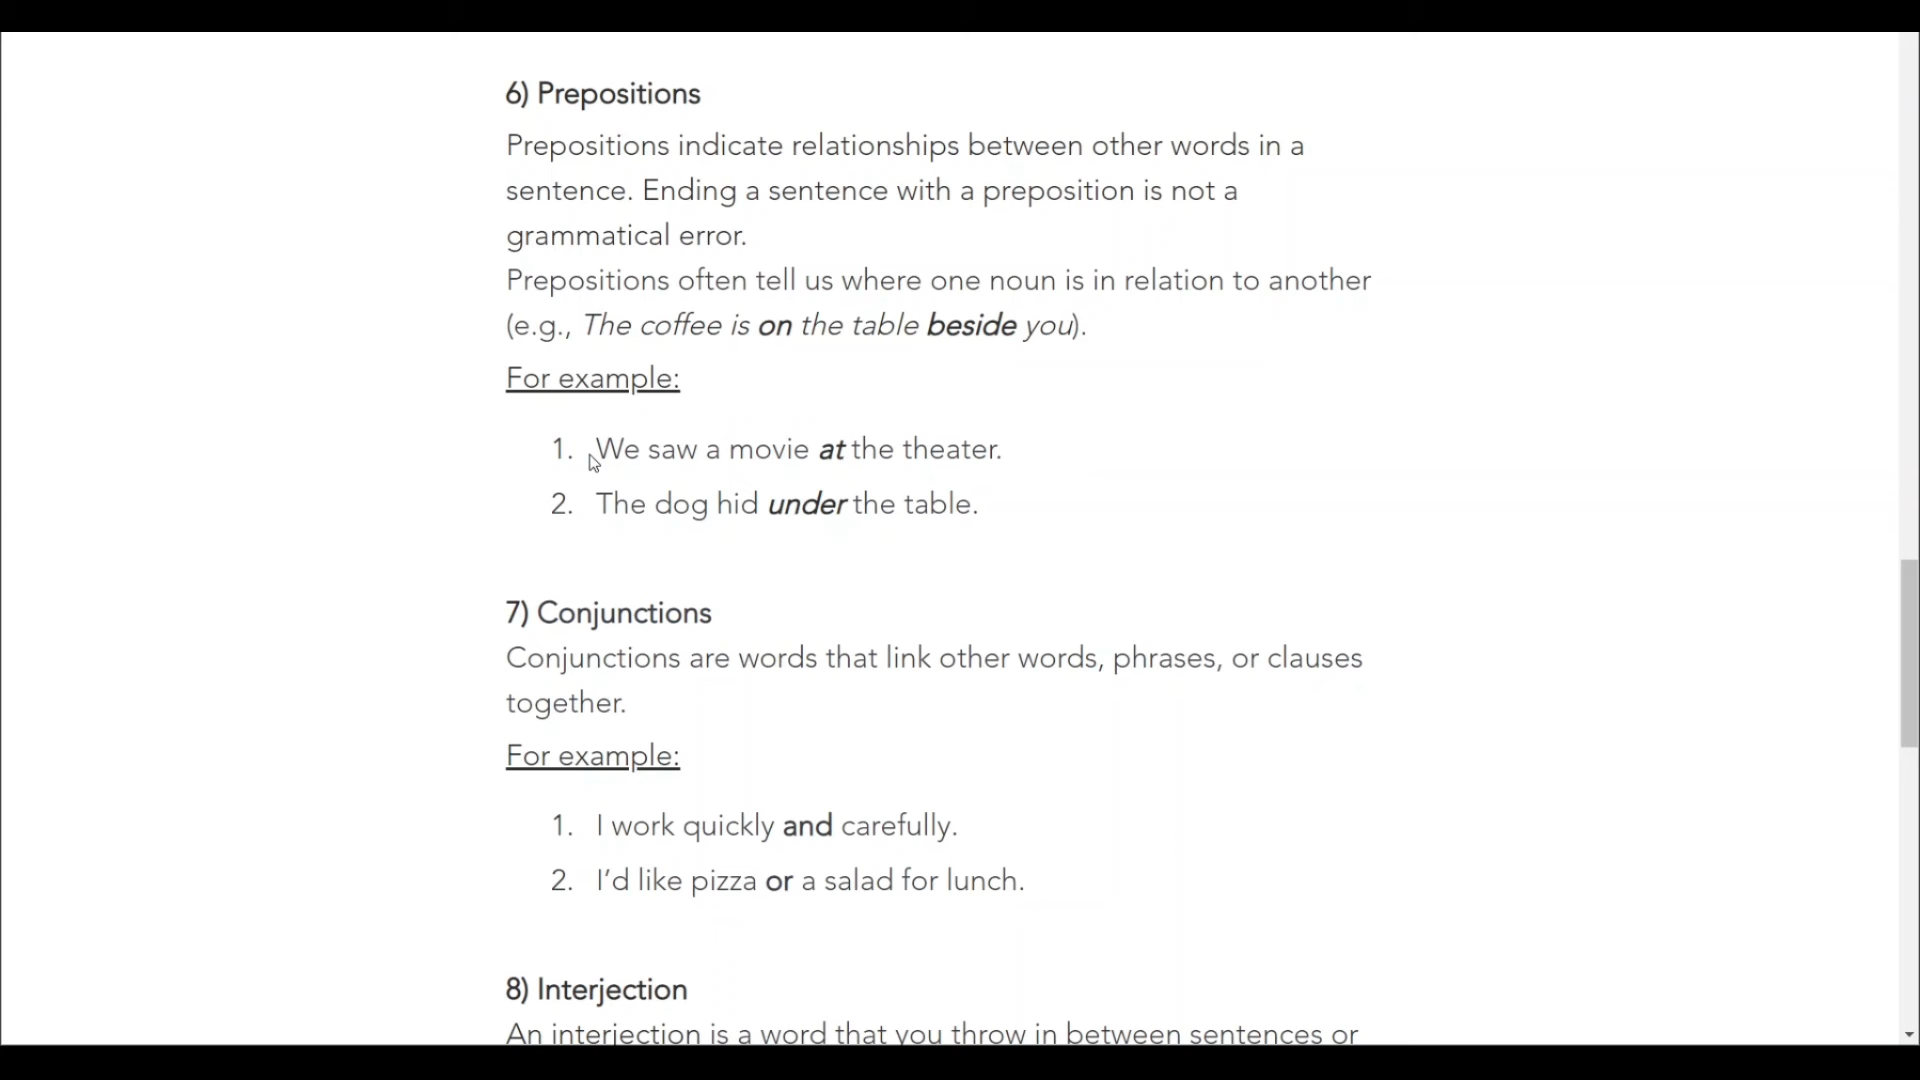 6) Prepositions
Prepositions indicate relationships between other words in a
sentence. Ending a sentence with a preposition is not a
grammatical error.
Prepositions often tell us where one noun is in relation to another
(e.g., The coffee is on the table beside you).
For example:
1. We saw a movie at the theater.
2. The dog hid under the table.
7) Conjunctions
Conjunctions are words that link other words, phrases, or clauses
together.
For example:
1. I work quickly and carefully.
2. I’d like pizza or a salad for lunch.
8) Interjection
An interjection is a word that you throw in between sentences or